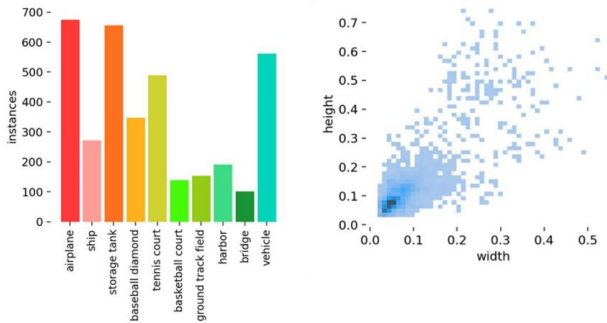 700
600
500
400
300
200
100
0
instances
airplane
ship
storage tank
baseball diamond
tennis court
basketball court
ground track field
harbor
bridge
vehicle
0.7
0.6
0.5
0.4
0.3
0.2
0.1
0.0
height
0.0 0.1 0.2 0.3 0.4 0.5
width